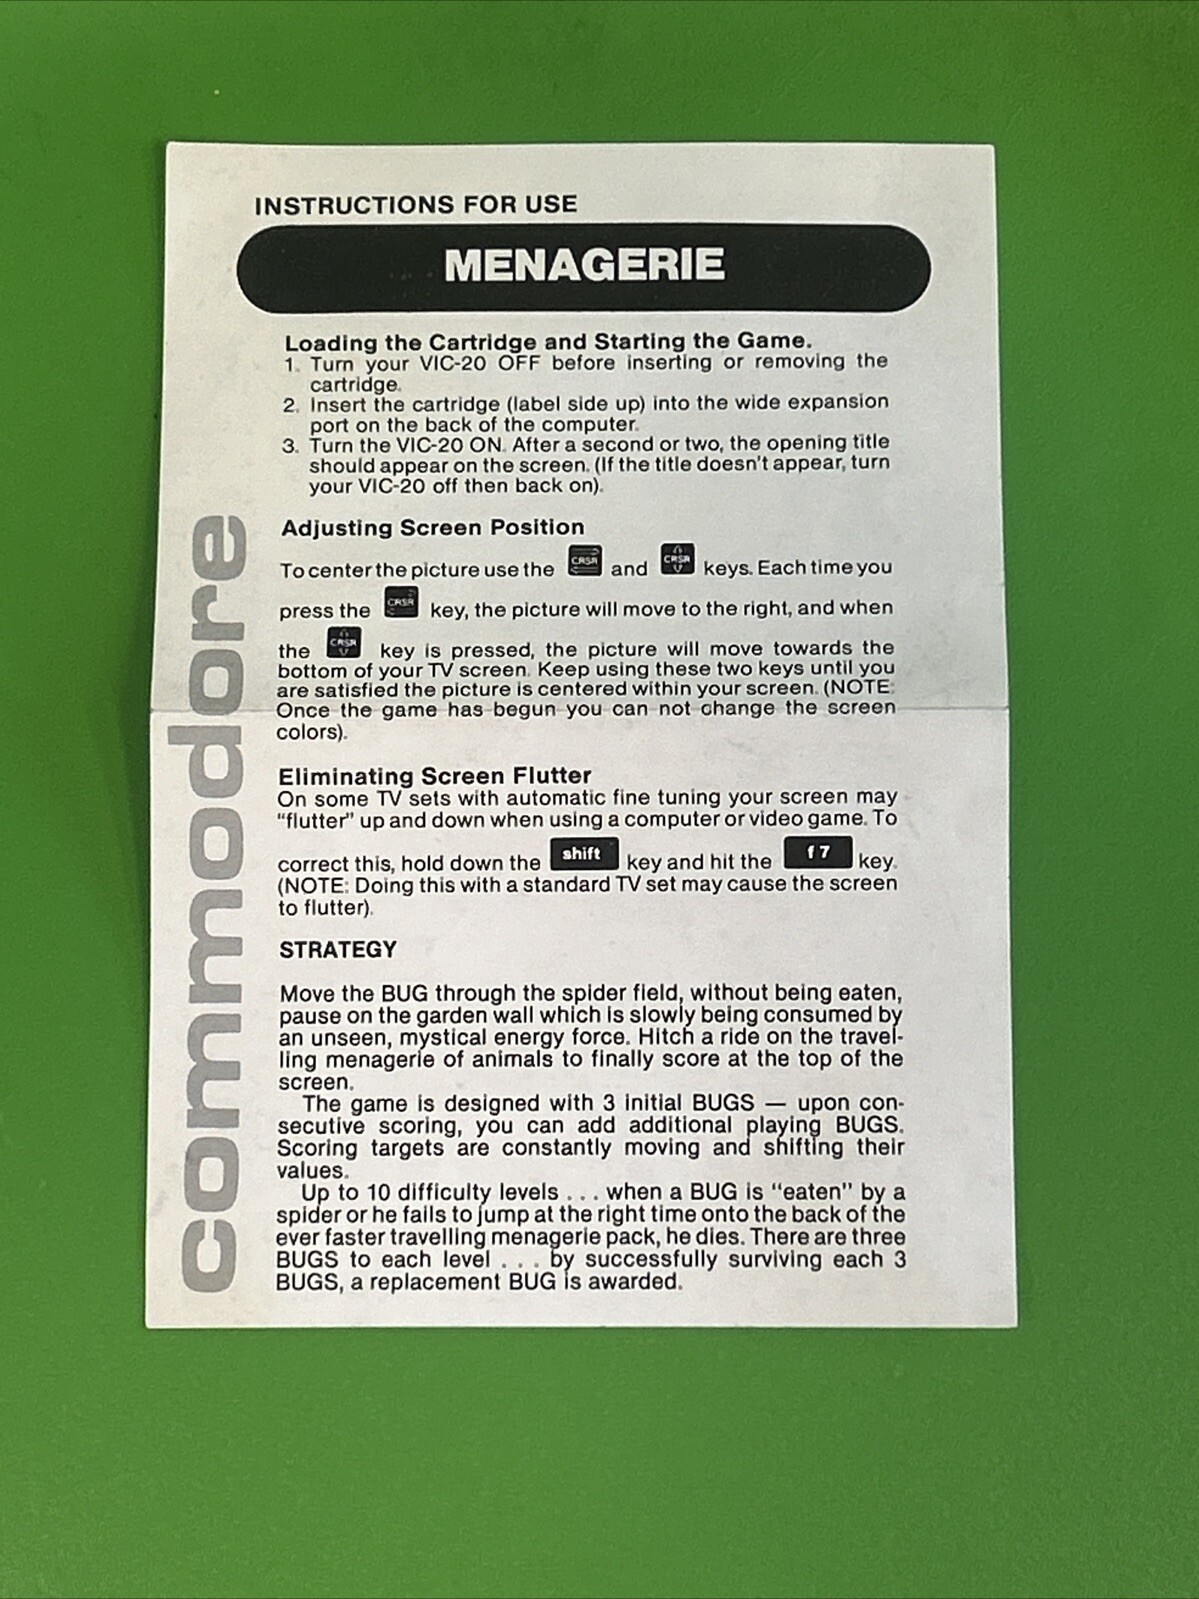 INSTRUCTIONS FOR USE
MENAGERIE
Loading the Cartridge and Starting the Game.
1. Turn your VIC-20 OFF before inserting or removing the
cartridge.
2. Insert the cartridge (label side up) into the wide expansion
port on the back of the computer.
3. Turn the VIC-20 ON. After a second or two, the opening title
should appear on the screen. (If the title doesn't appear, turn
your VIC-20 off then back on).
Adjusting Screen Position
To center the picture use the CRSR and CRSR keys. Each time you
press the CRSR key, the picture will move to the right, and when
the CRSR key is pressed, the picture will move towards the
bottom of your TV screen. Keep using these two keys until you
are satisfied the picture is centered within your screen. (NOTE:
Once the game has begun you can not change the screen
colors).
Eliminating Screen Flutter
On some TV sets with automatic fine tuning your screen may
"flutter" up and down when using a computer or video game. To
correct this, hold down the shift key and hit the f7 key.
(NOTE: Doing this with a standard TV set may cause the screen
to flutter).
STRATEGY
Move the BUG through the spider field, without being eaten,
pause on the garden wall which is slowly being consumed by
an unseen, mystical energy force. Hitch a ride on the travel-
ling menagerie of animals to finally score at the top of the
screen.
The game is designed with 3 initial BUGS — upon con-
secutive scoring, you can add additional playing BUGS.
Scoring targets are constantly moving and shifting their
values.
Up to 10 difficulty levels . . . when a BUG is "eaten" by a
spider or he fails to jump at the right time onto the back of the
ever faster travelling menagerie pack, he dies. There are three
BUGS to each level . . . by successfully surviving each 3
BUGS, a replacement BUG is awarded.
commodore